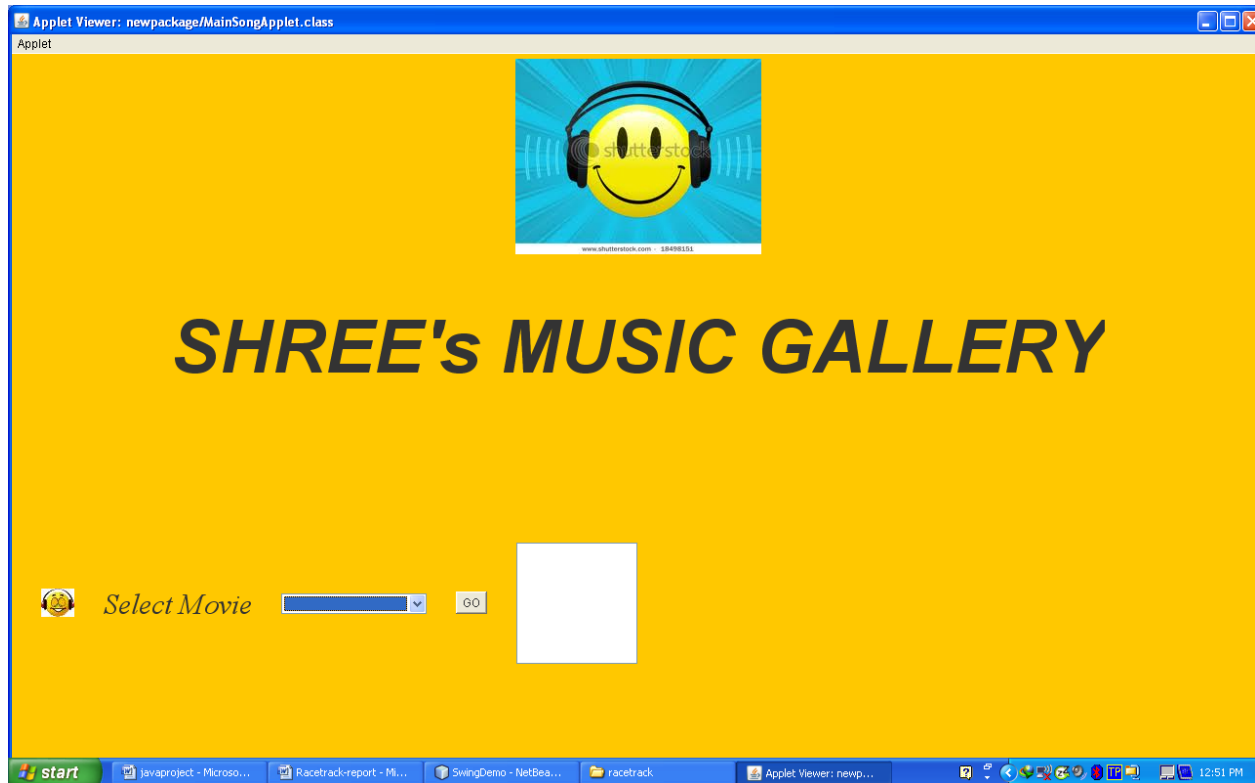 Applet Viewer: newpackage/MainSongApplet.class
Applet
shutterstock
www.shutterstock.com · 18498151
SHREE's MUSIC GALLERY
Select Movie
GO
start
javaproject - Microso...
Racetrack-report - Mi...
SwingDemo - NetBea...
racetrack
Applet Viewer: newp...
TP
12:51 PM